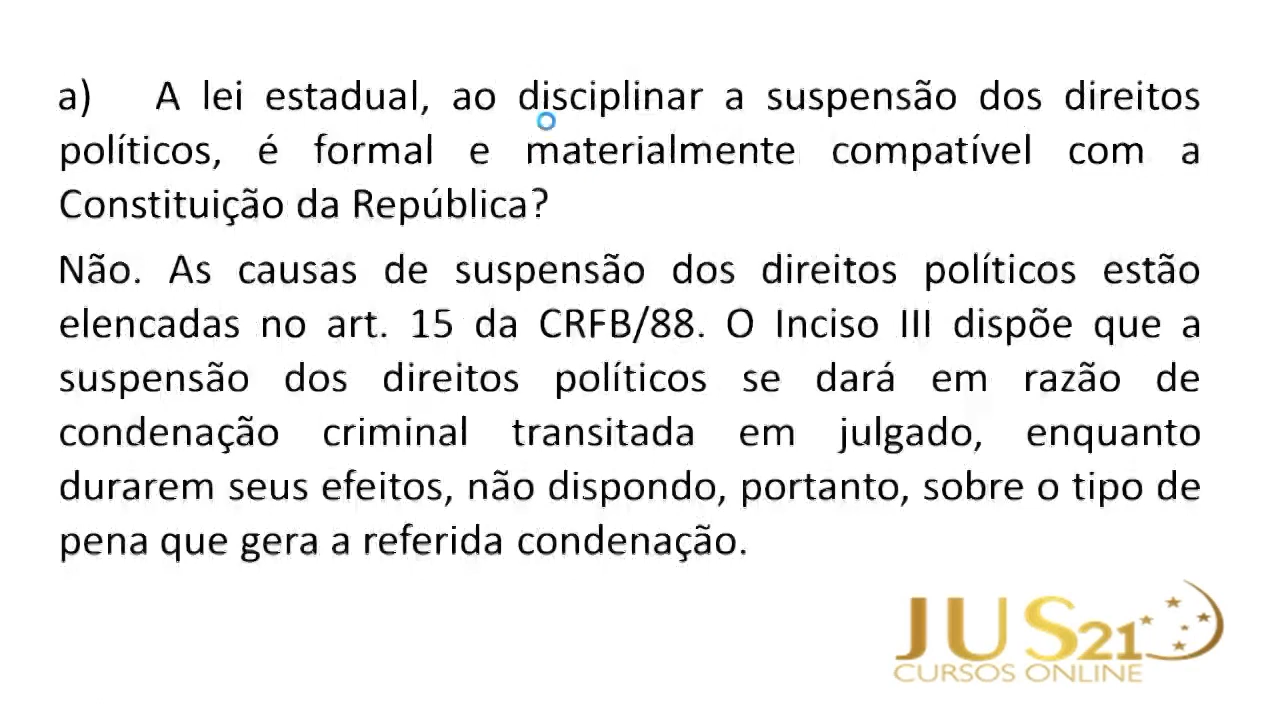 a) A lei estadual, ao disciplinar a suspensão dos direitos
políticos, é formal e materialmente compatível com a
Constituição da República?
Não. As causas de suspensão dos direitos políticos estão
elencadas no art. 15 da CRFB/88. O Inciso III dispõe que a
suspensão dos direitos políticos se dará em razão de
condenação criminal transitada em julgado, enquanto
durarem seus efeitos, não dispondo, portanto, sobre o tipo de
pena que gera a referida condenação.
JUS21
CURSOS ONLINE